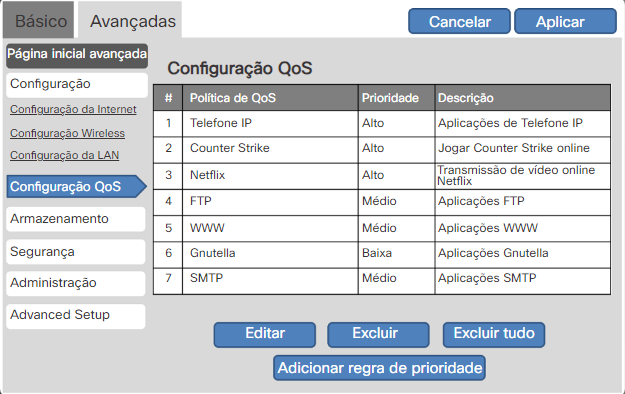 Básico Avançadas Cancelar Aplicar
Página inicial avançada
Configuração
Configuração da Internet
Configuração Wireless
Configuração da LAN
Configuração QoS
Armazenamento
Segurança
Administração
Advanced Setup
Configuração QoS
# Política de QoS Prioridade Descrição
1 Telefone IP Alto Aplicações de Telefone IP
2 Counter Strike Alto Jogar Counter Strike online
3 Netflix Alto Transmissão de vídeo online
Netflix
4 FTP Médio Aplicações FTP
5 WWW Médio Aplicações WWW
6 Gnutella Baixa Aplicações Gnutella
7 SMTP Médio Aplicações SMTP
Editar Excluir Excluir tudo
Adicionar regra de prioridade